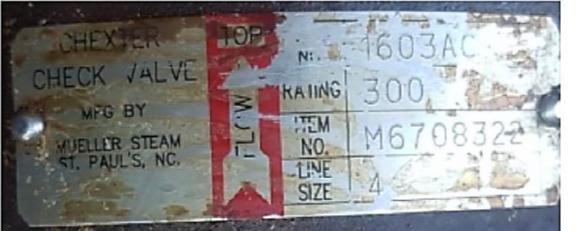 CHEXTER
CHECK VALVE
MFG BY
MUELLER STEAM
ST. PAUL'S, NC.
TOP
FLOW
1603AC
RATING 300
ITEM NO. M6708322
LINE SIZE 4